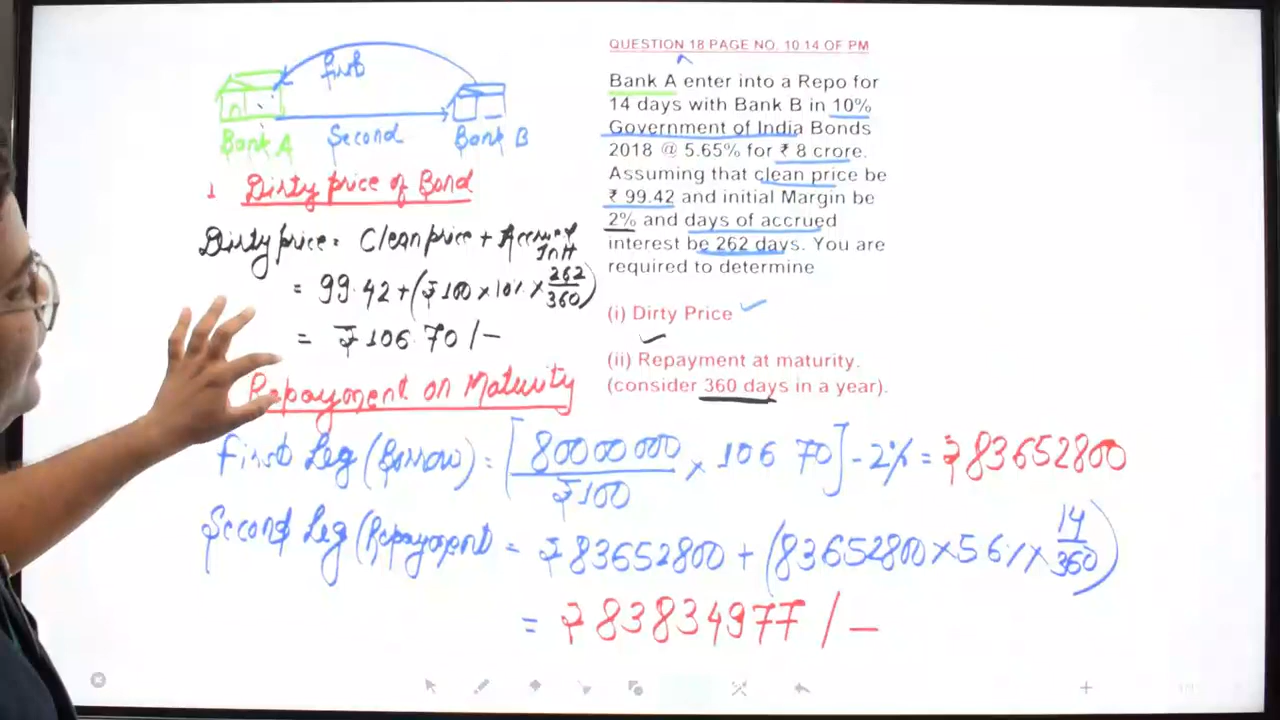 First
Bank A
Second
Bank B
1 Dirty price of Bond
Dirty price = Clean price + Accrued Int
= 99.42 + (₹100 × 10% × 262/360)
= ₹106.70/-
Repayment on Maturity
First Leg (Borrow) = [80000000/₹100 × 106 70] - 2% = ₹83652800
Second Leg (Repayment = ₹83652800 + (83652800 × 5 6% × 14/360)
= ₹83834977/-
QUESTION 18 PAGE NO. 10.14 OF PM
Bank A enter into a Repo for
14 days with Bank B in 10%
Government of India Bonds
2018 @ 5.65% for ₹ 8 crore.
Assuming that clean price be
₹ 99.42 and initial Margin be
2% and days of accrued
interest be 262 days. You are
required to determine
(i) Dirty Price
(ii) Repayment at maturity.
(consider 360 days in a year).